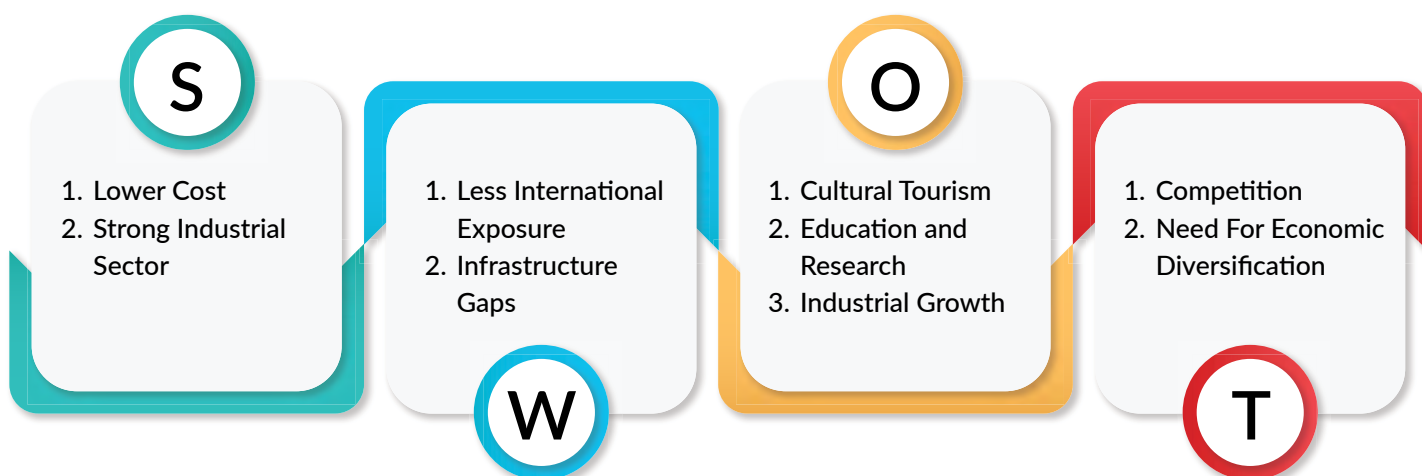 S
1. Lower Cost
2. Strong Industrial
Sector
W
1. Less International
Exposure
2. Infrastructure
Gaps
O
1. Cultural Tourism
2. Education and
Research
3. Industrial Growth
T
1. Competition
2. Need For Economic
Diversification